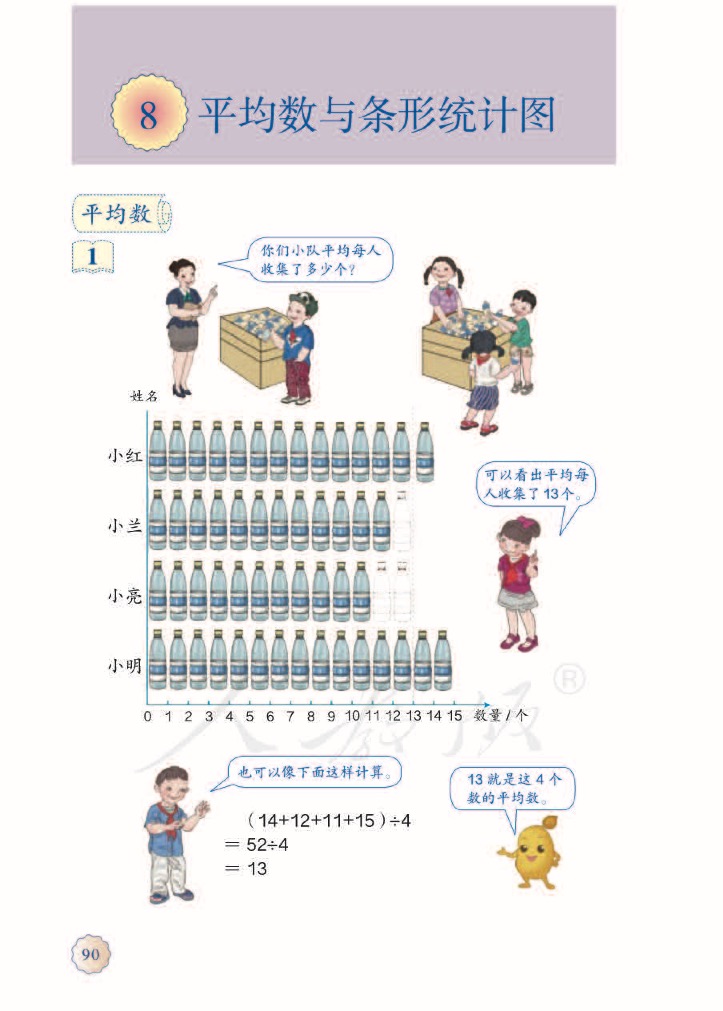 8 平均数与条形统计图
平均数
1
你们小队平均每人
收集了多少个？
姓名
小红
小兰
小亮
小明
可以看出平均每
人收集了13个。
0 1 2 3 4 5 6 7 8 9 10 11 12 13 14 15 数量/个
人教版®
也可以像下面这样计算。
(14+12+11+15)÷4
= 52÷4
= 13
13就是这4个
数的平均数。
90